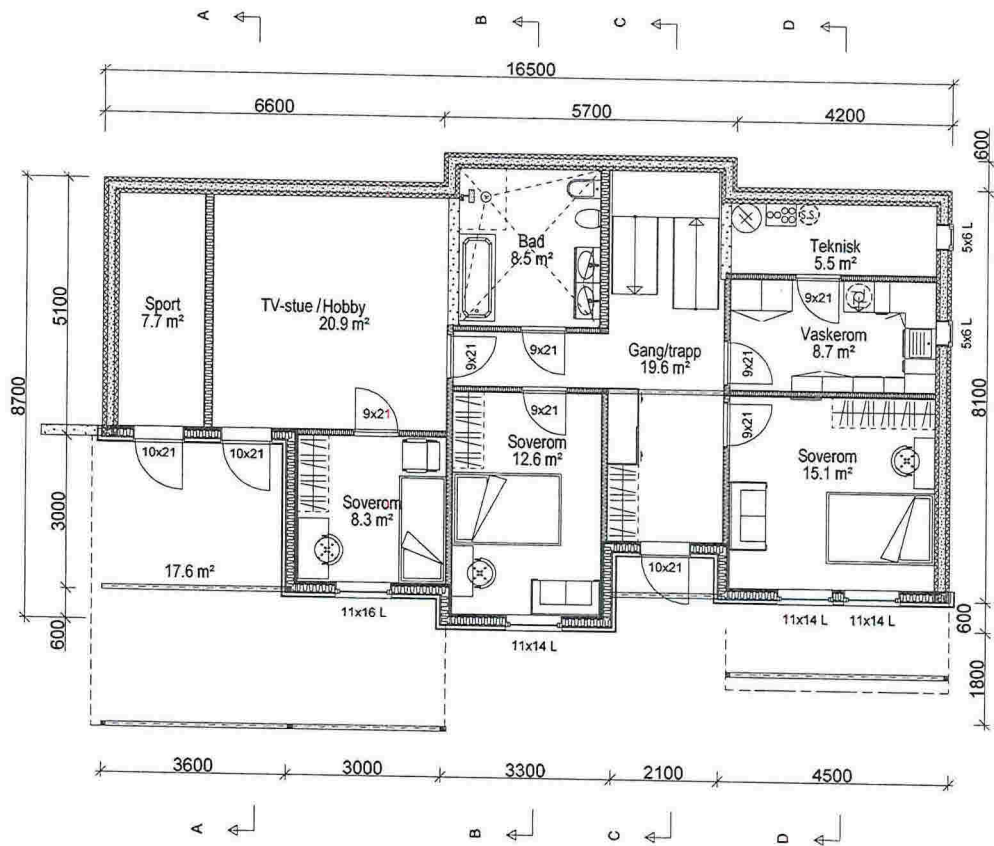 A B C D
16500
6600 5700 4200
600
8700
5100
3000
600
8100
600
1800
Sport
7.7 m²
TV-stue / Hobby
20.9 m²
Bad
8.5 m²
Gang/trapp
19.6 m²
Teknisk
5.5 m²
Vaskerom
8.7 m²
5x6 L
5x6 L
9x21
9x21
9x21
9x21
9x21
9x21
9x21
10x21
10x21
10x21
Soverom
8.3 m²
Soverom
12.6 m²
Soverom
15.1 m²
17.6 m²
11x16 L
11x14 L
11x14 L 11x14 L
3600 3000 3300 2100 4500
A B C D